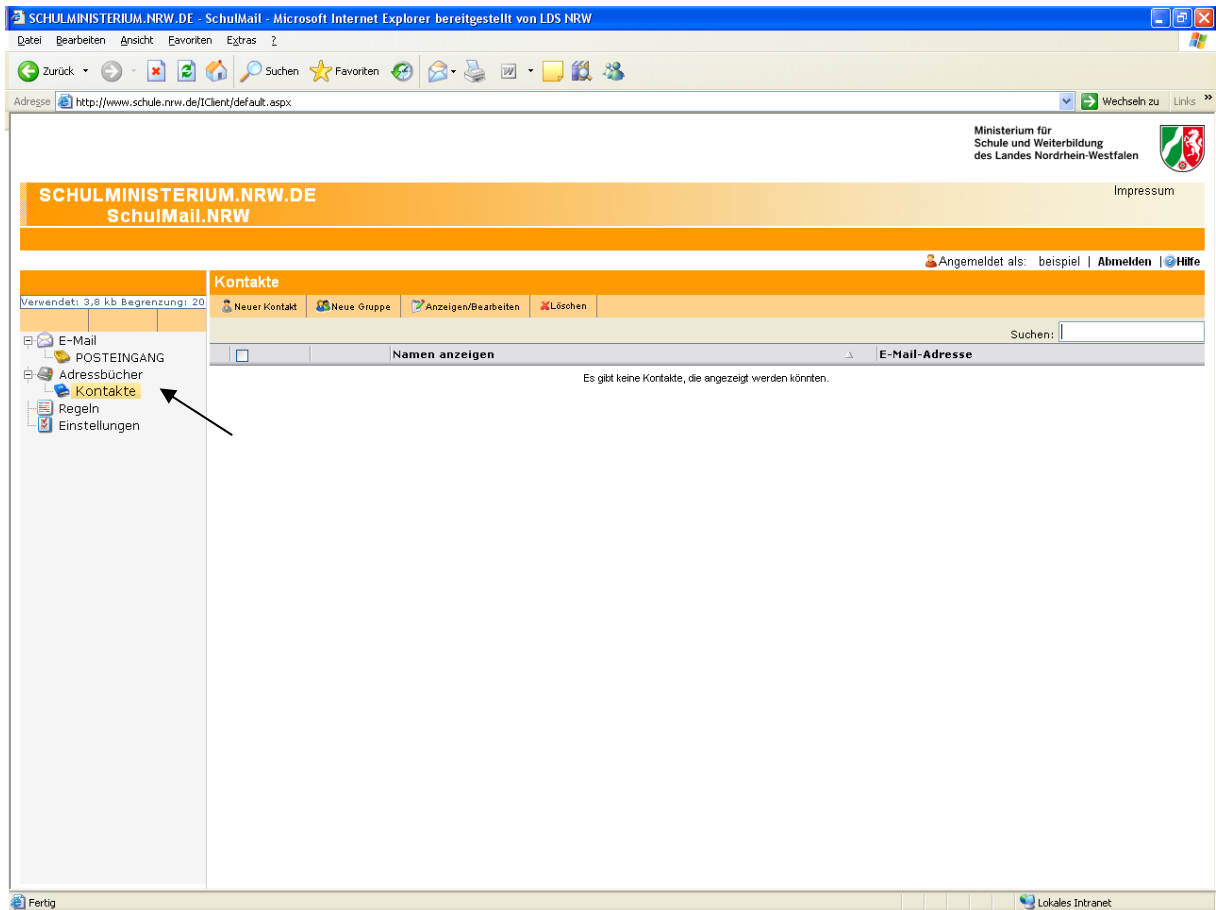 SCHULMINISTERIUM.NRW.DE - SchulMail - Microsoft Internet Explorer bereitgestellt von LDS NRW
Datei Bearbeiten Ansicht Favoriten Extras ?
Zurück Suchen Favoriten
Adresse http://www.schule.nrw.de/IClient/default.aspx Wechseln zu Links »
Ministerium für
Schule und Weiterbildung
des Landes Nordrhein-Westfalen
SCHULMINISTERIUM.NRW.DE
SchulMail.NRW
Impressum
Angemeldet als: beispiel | Abmelden | Hilfe
Kontakte
Verwendet: 3,8 kb Begrenzung: 20
Neuer Kontakt Neue Gruppe Anzeigen/Bearbeiten Löschen
Suchen:
E-Mail
POSTEINGANG
Adressbücher
Kontakte
Regeln
Einstellungen
Namen anzeigen E-Mail-Adresse
Es gibt keine Kontakte, die angezeigt werden könnten.
Fertig Lokales Intranet